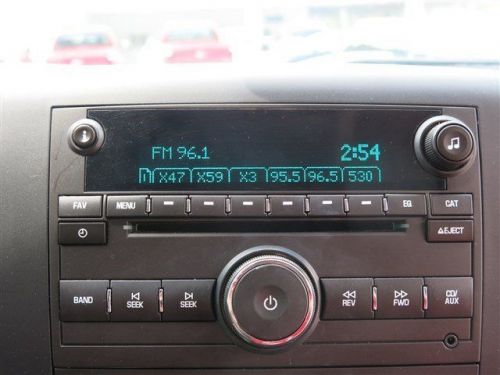 FM 96.1 2:54
X47 X59 X3 95.5 96.5 530
FAV MENU EQ CAT
EJECT
BAND SEEK SEEK REV FWD CD/
AUX